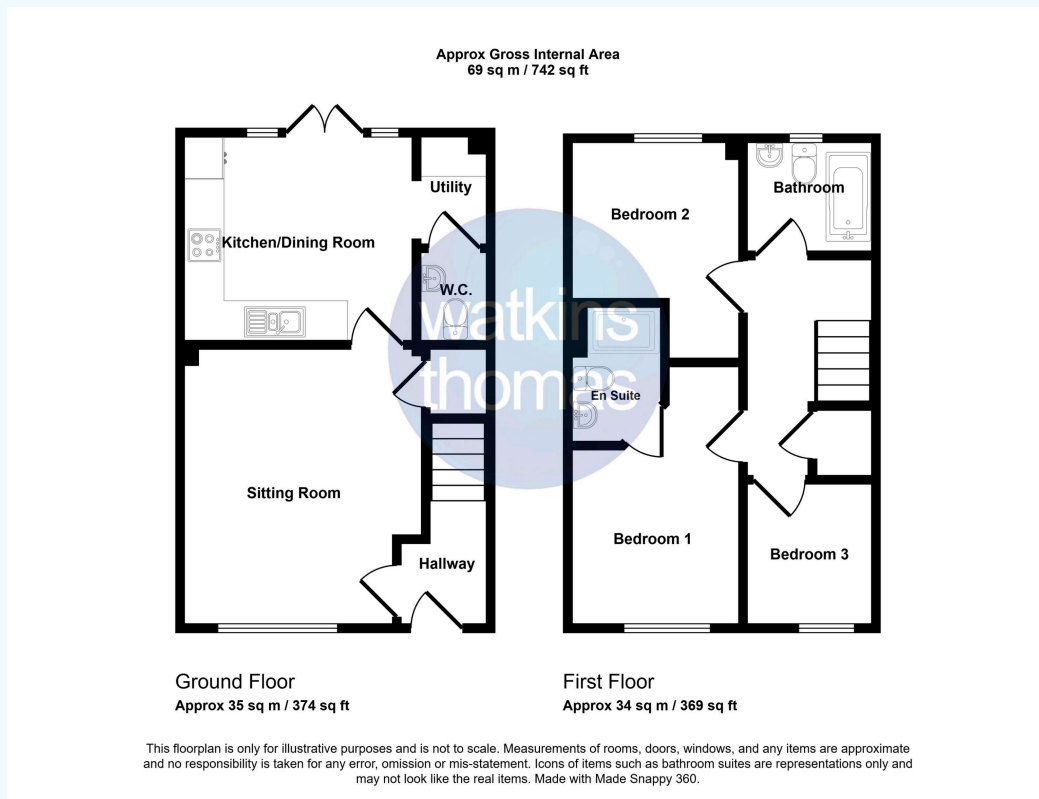 Approx Gross Internal Area
69 sq m / 742 sq ft
Utility
Kitchen/Dining Room
W.C.
Sitting Room
Hallway
Bedroom 2
Bathroom
En Suite
Bedroom 1
Bedroom 3
watkins
thomas
Ground Floor
Approx 35 sq m / 374 sq ft
First Floor
Approx 34 sq m / 369 sq ft
This floorplan is only for illustrative purposes and is not to scale. Measurements of rooms, doors, windows, and any items are approximate
and no responsibility is taken for any error, omission or mis-statement. Icons of items such as bathroom suites are representations only and
may not look like the real items. Made with Made Snappy 360.